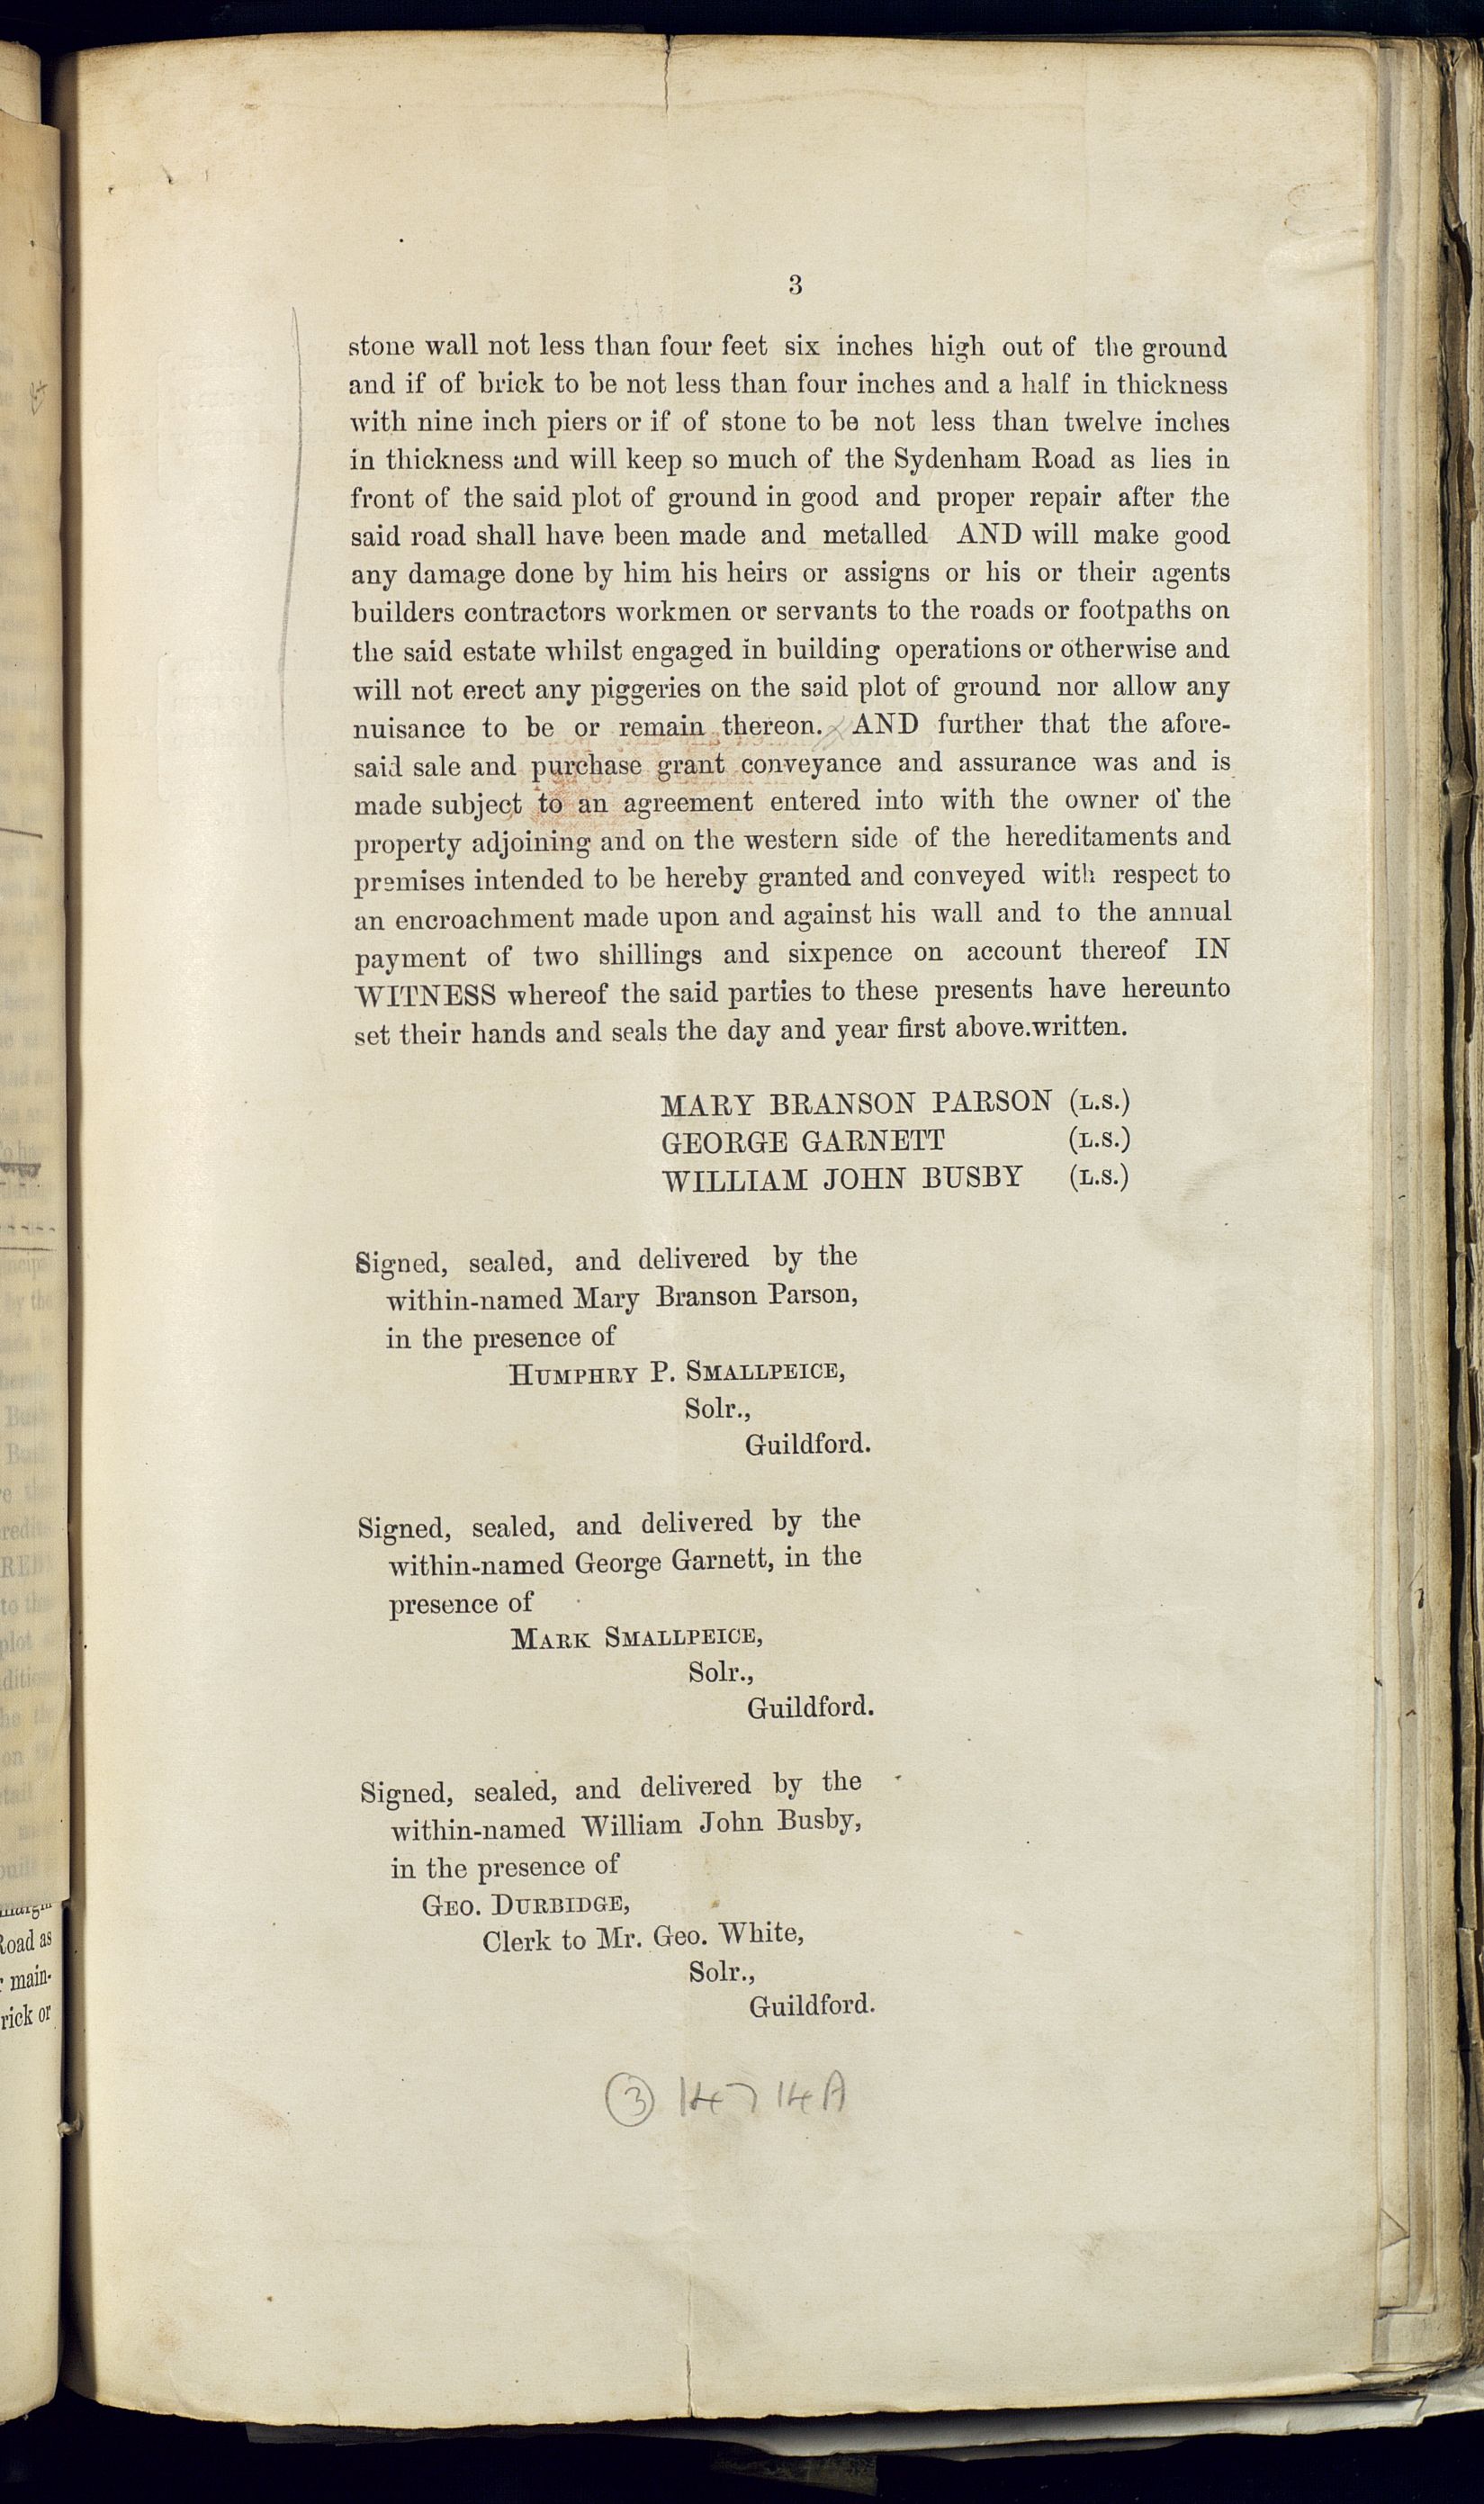 3
stone wall not less than four feet six inches high out of the ground
and if of brick to be not less than four inches and a half in thickness
with nine inch piers or if of stone to be not less than twelve inches
in thickness and will keep so much of the Sydenham Road as lies in
front of the said plot of ground in good and proper repair after the
said road shall have been made and metalled AND will make good
any damage done by him his heirs or assigns or his or their agents
builders contractors workmen or servants to the roads or footpaths on
the said estate whilst engaged in building operations or otherwise and
will not erect any piggeries on the said plot of ground nor allow any
nuisance to be or remain thereon. AND further that the afore-
said sale and purchase grant conveyance and assurance was and is
made subject to an agreement entered into with the owner of the
property adjoining and on the western side of the hereditaments and
premises intended to be hereby granted and conveyed with respect to
an encroachment made upon and against his wall and to the annual
payment of two shillings and sixpence on account thereof IN
WITNESS whereof the said parties to these presents have hereunto
set their hands and seals the day and year first above.written.
MARY BRANSON PARSON (L.S.)
GEORGE GARNETT (L.S.)
WILLIAM JOHN BUSBY (L.S.)
Signed, sealed, and delivered by the
within-named Mary Branson Parson,
in the presence of
HUMPHRY P. SMALLPEICE,
Solr.,
Guildford.
Signed, sealed, and delivered by the
within-named George Garnett, in the
presence of
MARK SMALLPEICE,
Solr.,
Guildford.
Signed, sealed, and delivered by the
within-named William John Busby,
in the presence of
GEO. DURBIDGE,
Clerk to Mr. Geo. White,
Solr.,
Guildford.
3 14714A
Road as
main-
rick or